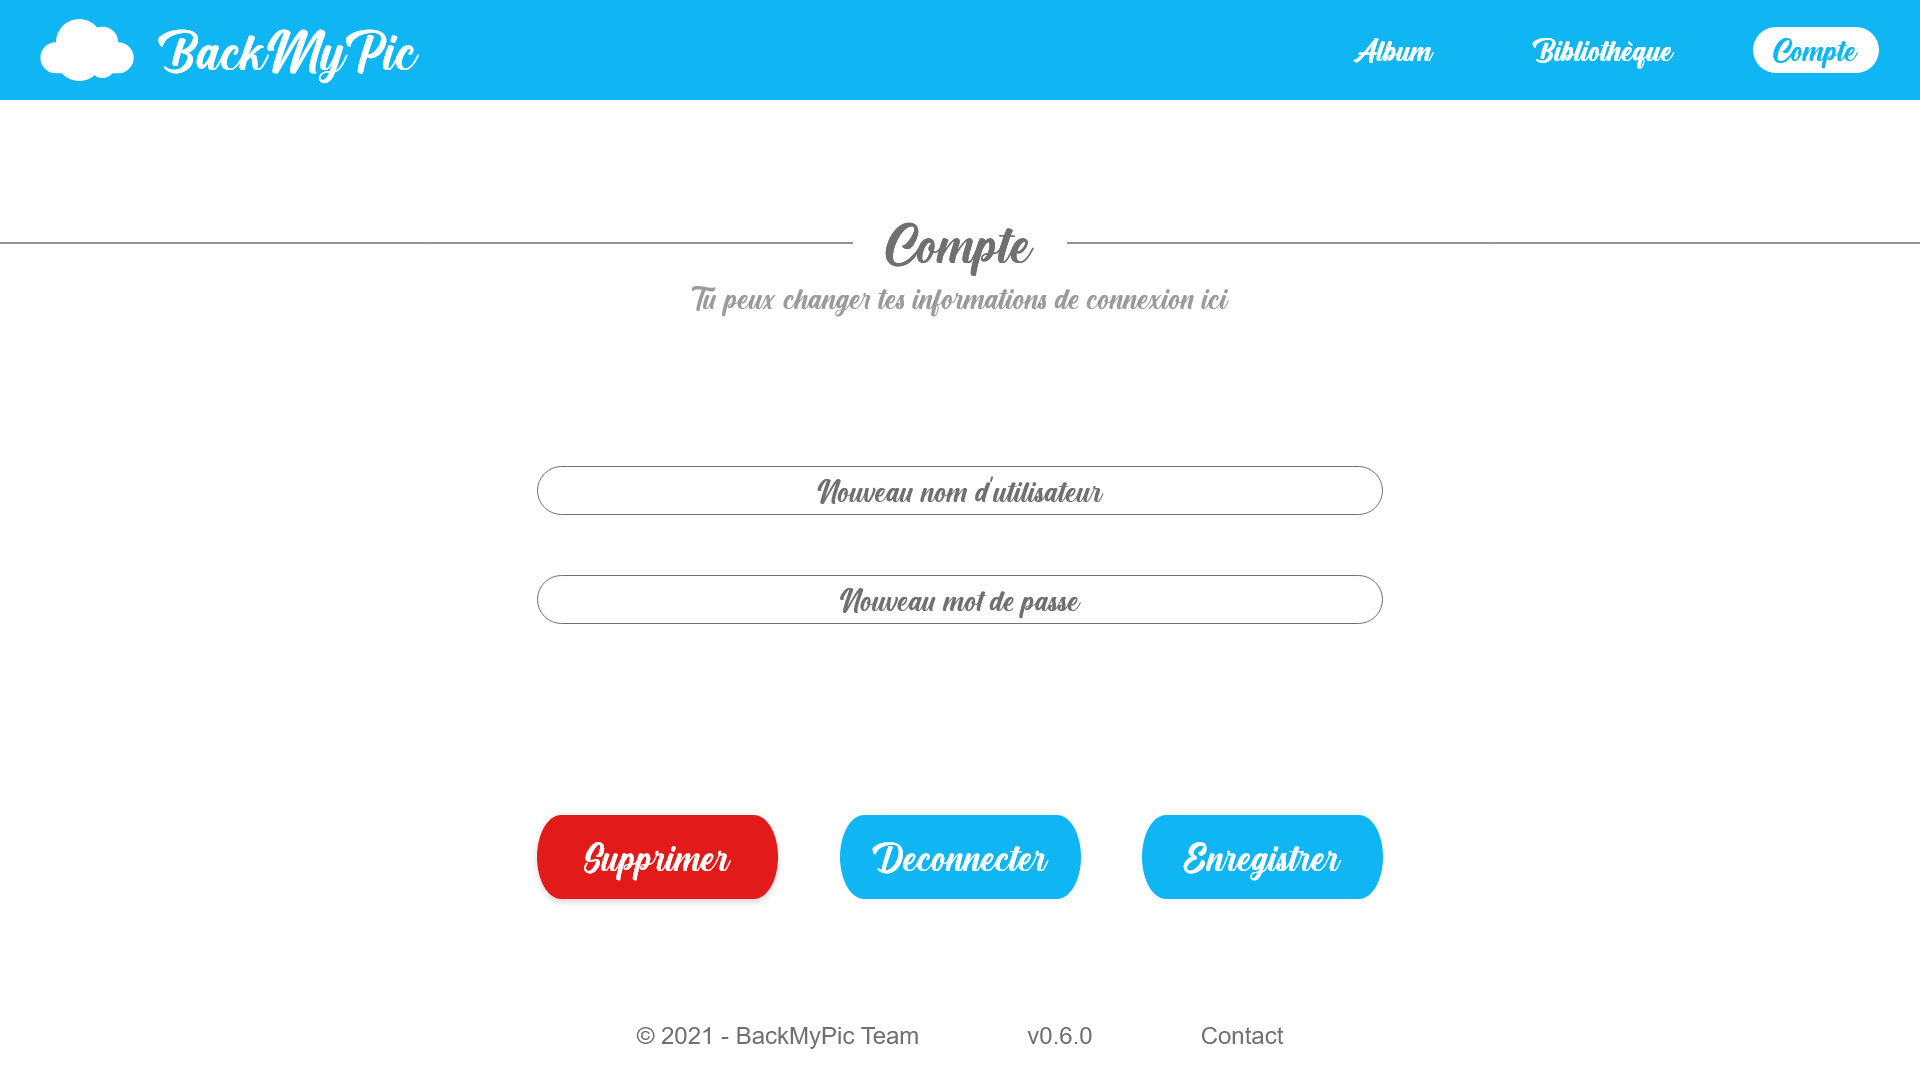 BackMyPic
Album
Bibliothèque
Compte
Compte
Tu peux changer tes informations de connexion ici
Nouveau nom d'utilisateur
Nouveau mot de passe
Supprimer
Deconnecter
Enregistrer
© 2021 - BackMyPic Team
v0.6.0
Contact